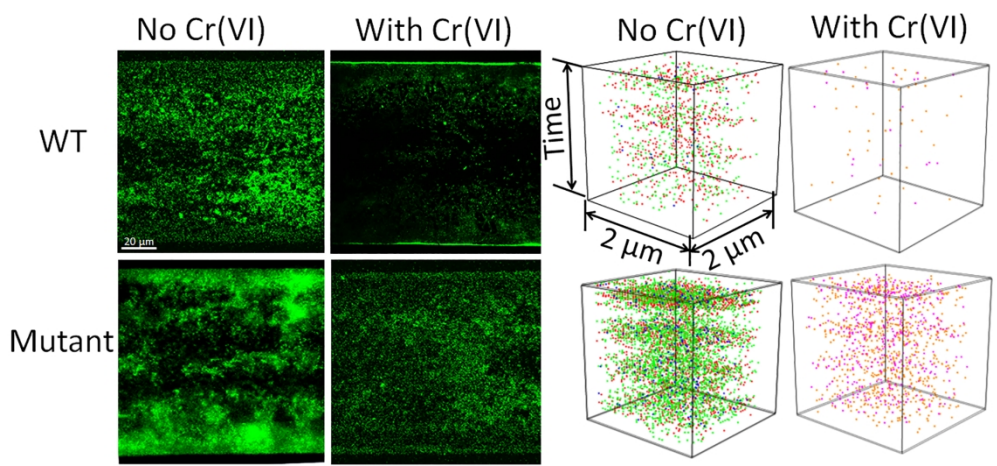 No Cr(VI)
With Cr(VI)
No Cr(VI)
With Cr(VI)
WT
20 μm
Time
2 μm
2 μm
Mutant